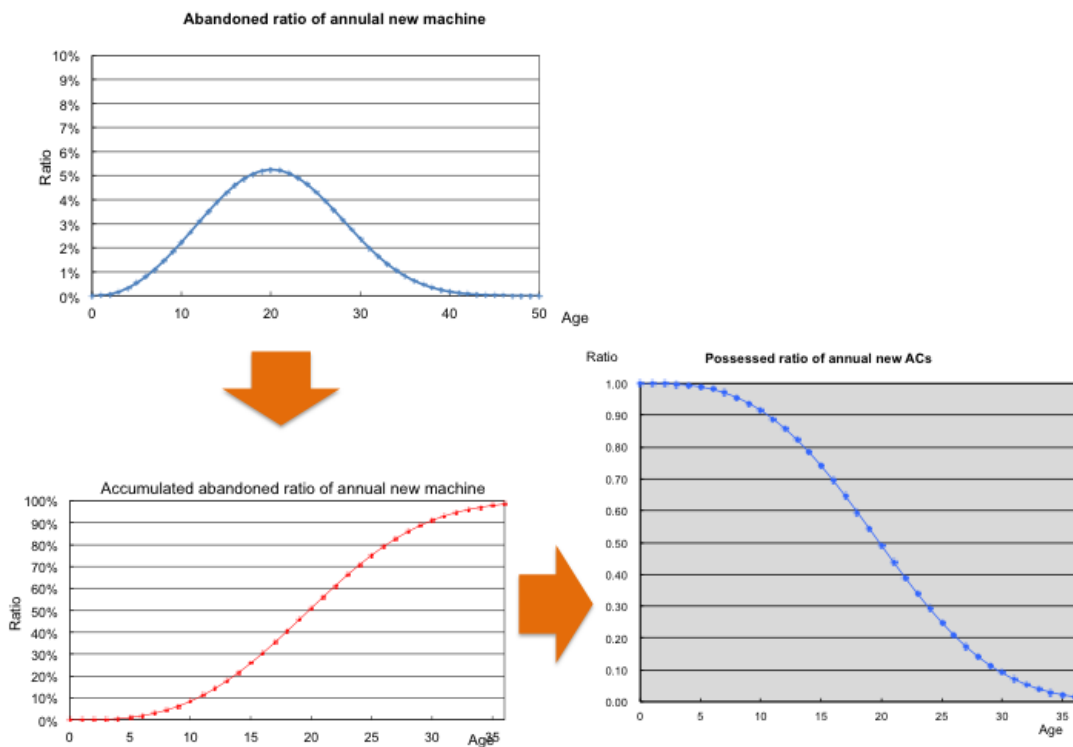 Abandoned ratio of annulal new machine
10%
9%
8%
7%
6%
5%
4%
3%
2%
1%
0%
Ratio
0 10 20 30 40 50
Age
Ratio
Possessed ratio of annual new ACs
1.00
0.90
0.80
0.70
0.60
0.50
0.40
0.30
0.20
0.10
0.00
0 5 10 15 20 25 30 35
Age
Accumulated abandoned ratio of annual new machine
100%
90%
80%
70%
60%
50%
40%
30%
20%
10%
0%
Ratio
0 5 10 15 20 25 30 35
Age